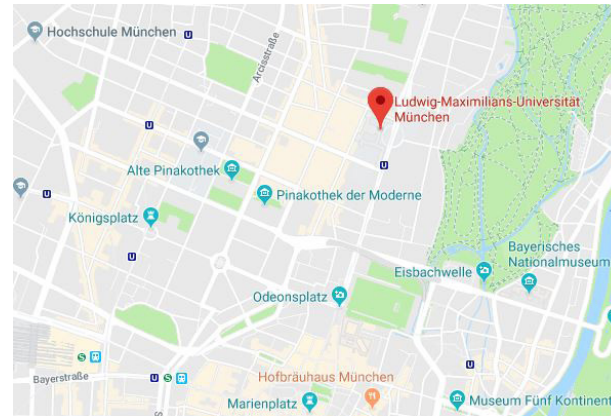 Hochschule München
U
Arcisstraße
Ludwig-Maximilians-Universität
München
U
U
U
Alte Pinakothek
Pinakothek der Moderne
U
Königsplatz
U
Bayerisches
Nationalmuseum
Eisbachwelle
Odeonsplatz
U
S
Bayerstraße
U S
Hofbräuhaus München
Marienplatz
Museum Fünf Kontinen